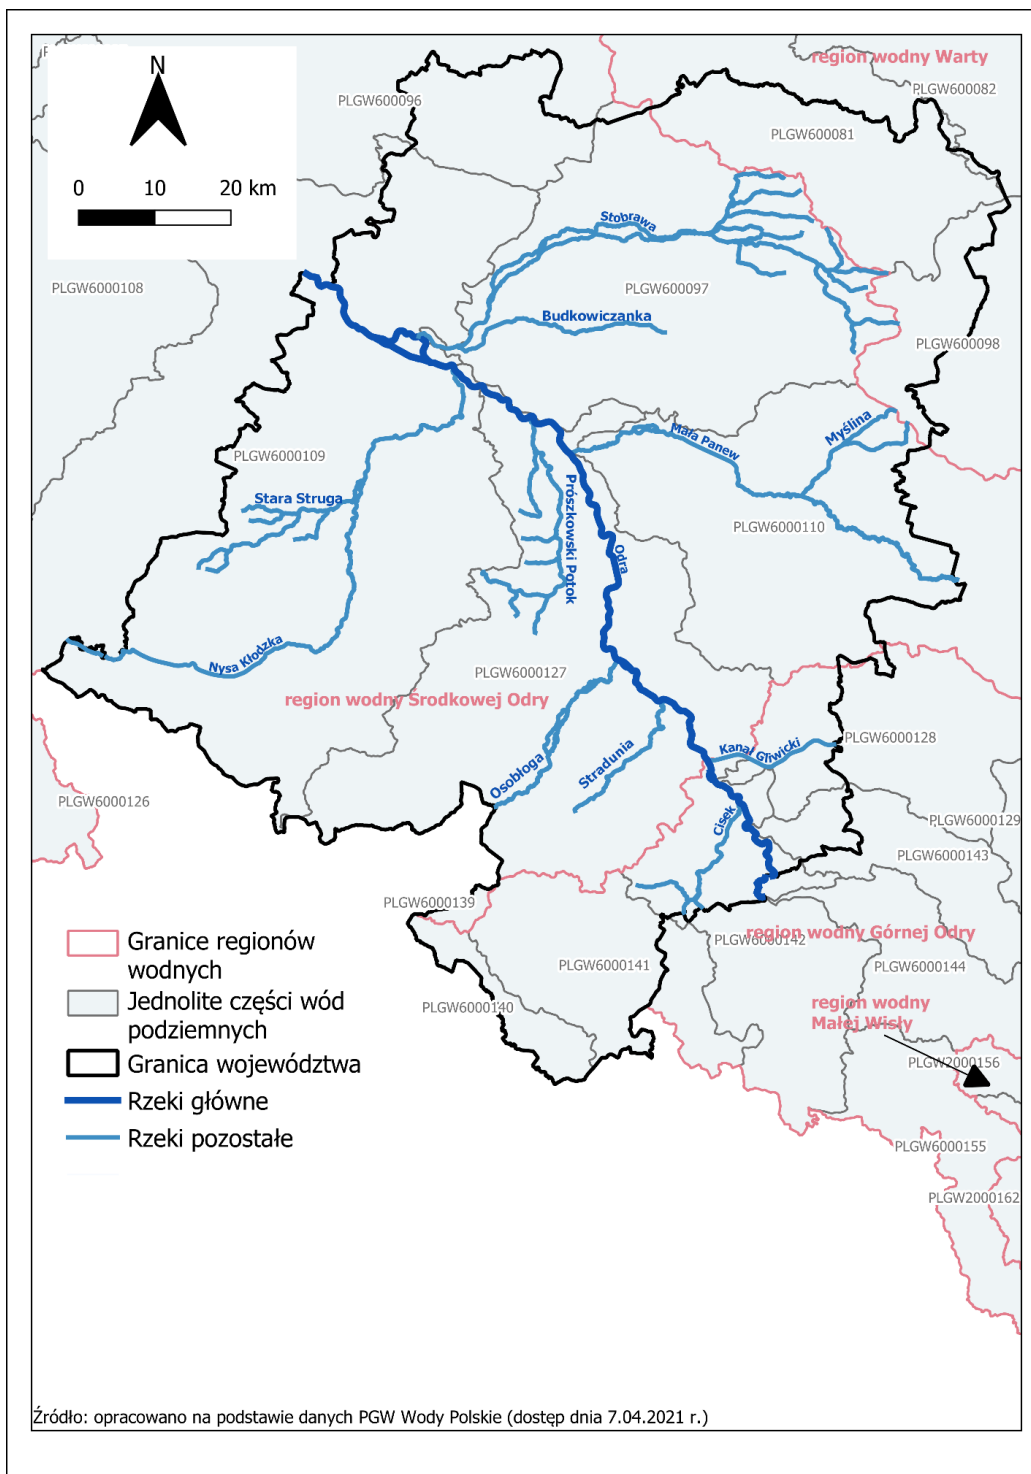 N
0 10 20 km
region wodny Warty
PLGW600082
PLGW600096
PLGW600081
Stobrawa
PLGW6000108
PLGW600097
Budkowiczanka
PLGW600098
Myślina
Mała Panew
PLGW6000109
Stara Struga
Prószkowski Potok
PLGW6000110
Odra
Nysa Kłodzka
PLGW6000127
region wodny Środkowej Odry
PLGW6000128
Kanał Gliwicki
Osobłoga
Stradunia
PLGW6000126
Cisek
PLGW6000129
PLGW6000143
PLGW6000139
region wodny Górnej Odry
PLGW6000142
PLGW6000141
PLGW6000144
PLGW6000140
region wodny
Małej Wisły
PLGW2000156
PLGW6000155
PLGW2000162
Granice regionów
wodnych
Jednolite części wód
podziemnych
Granica województwa
Rzeki główne
Rzeki pozostałe
Źródło: opracowano na podstawie danych PGW Wody Polskie (dostęp dnia 7.04.2021 r.)